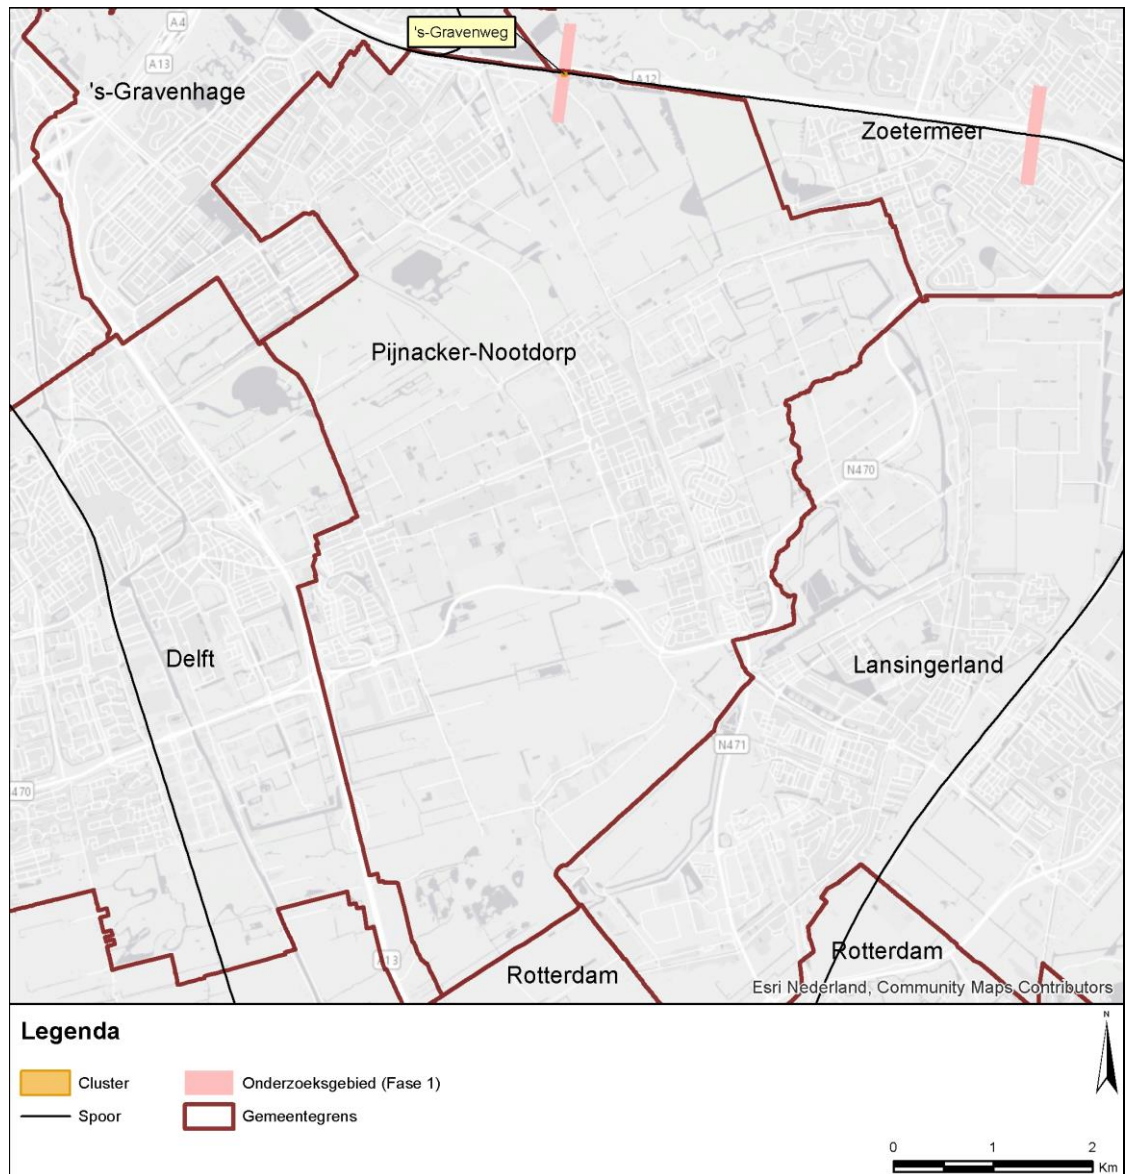 A4
's-Gravenweg
A13
A12
's-Gravenhage
Zoetermeer
Pijnacker-Nootdorp
N470
Delft
Lansingerland
N471
470
A13
Rotterdam
Rotterdam
Esri Nederland, Community Maps Contributors
Legenda
N
Cluster
Onderzoeksgebied (Fase 1)
Spoor
Gemeentegrens
0 1 2
Km